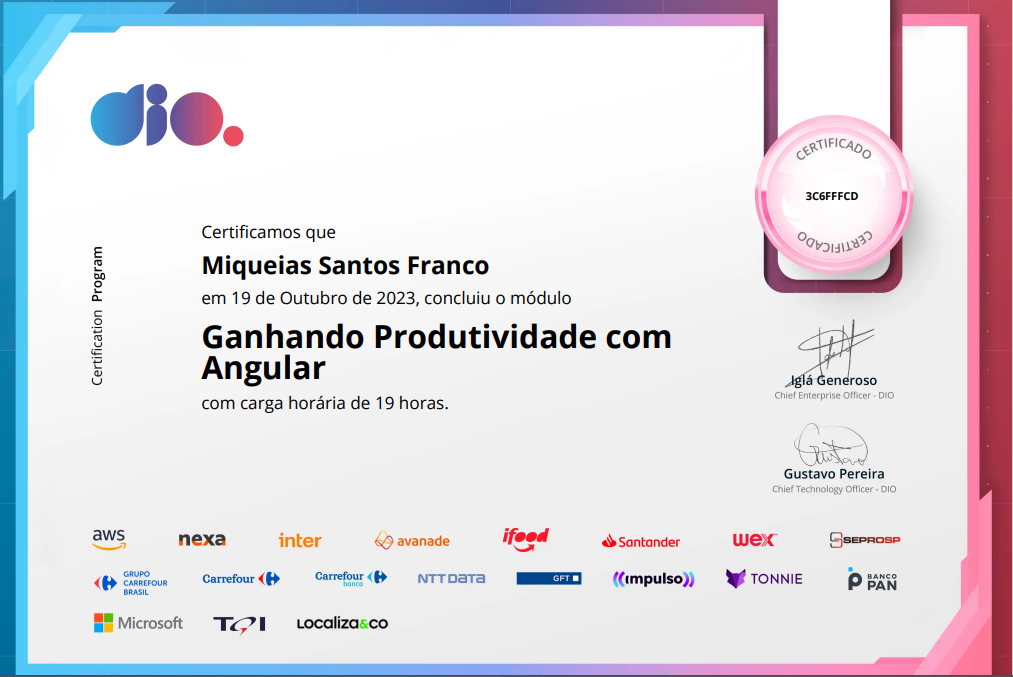 dio.
CERTIFICADO
3C6FFFCD
CERTIFICADO
Certification Program
Certificamos que
Miqueias Santos Franco
em 19 de Outubro de 2023, concluiu o módulo
Ganhando Produtividade com
Angular
com carga horária de 19 horas.
Iglá Generoso
Chief Enterprise Officer - DIO
Gustavo
Gustavo Pereira
Chief Technology Officer - DIO
aws nexa inter avanade ifood Santander wex SEPROSP
GRUPO
CARREFOUR
BRASIL
Carrefour
Carrefour
banco
NTT DATA GFT impulso TONNIE
BANCO
PAN
Microsoft TQI Localiza&co